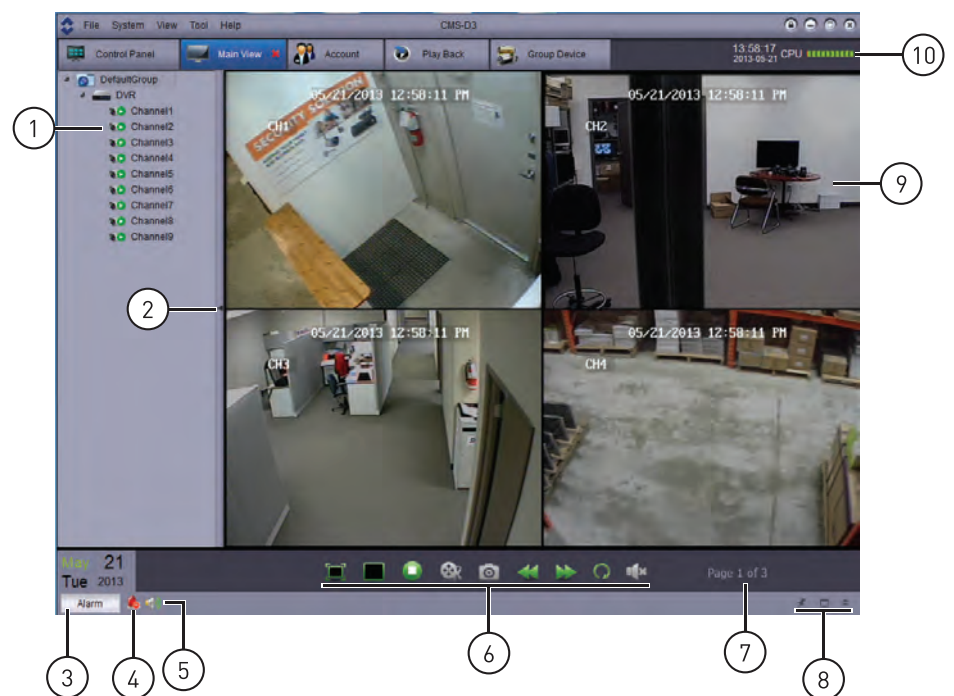 File System View Tool Help CMS-D3
Control Panel Main View Account Play Back Group Device 13:58:17 CPU
2013-05-21
DefaultGroup
DVR
Channel1
Channel2
Channel3
Channel4
Channel5
Channel6
Channel7
Channel8
Channel9
05/21/2013 12:58:11 PM
CH1
SECURITY SOLUTION
05/21/2013 12:58:11 PM
CH2
05/21/2013 12:58:11 PM
CH3
05/21/2013 12:58:11 PM
CH4
May 21
Tue 2013
Page 1 of 3
Alarm
1
2
3
4
5
6
7
8
9
10